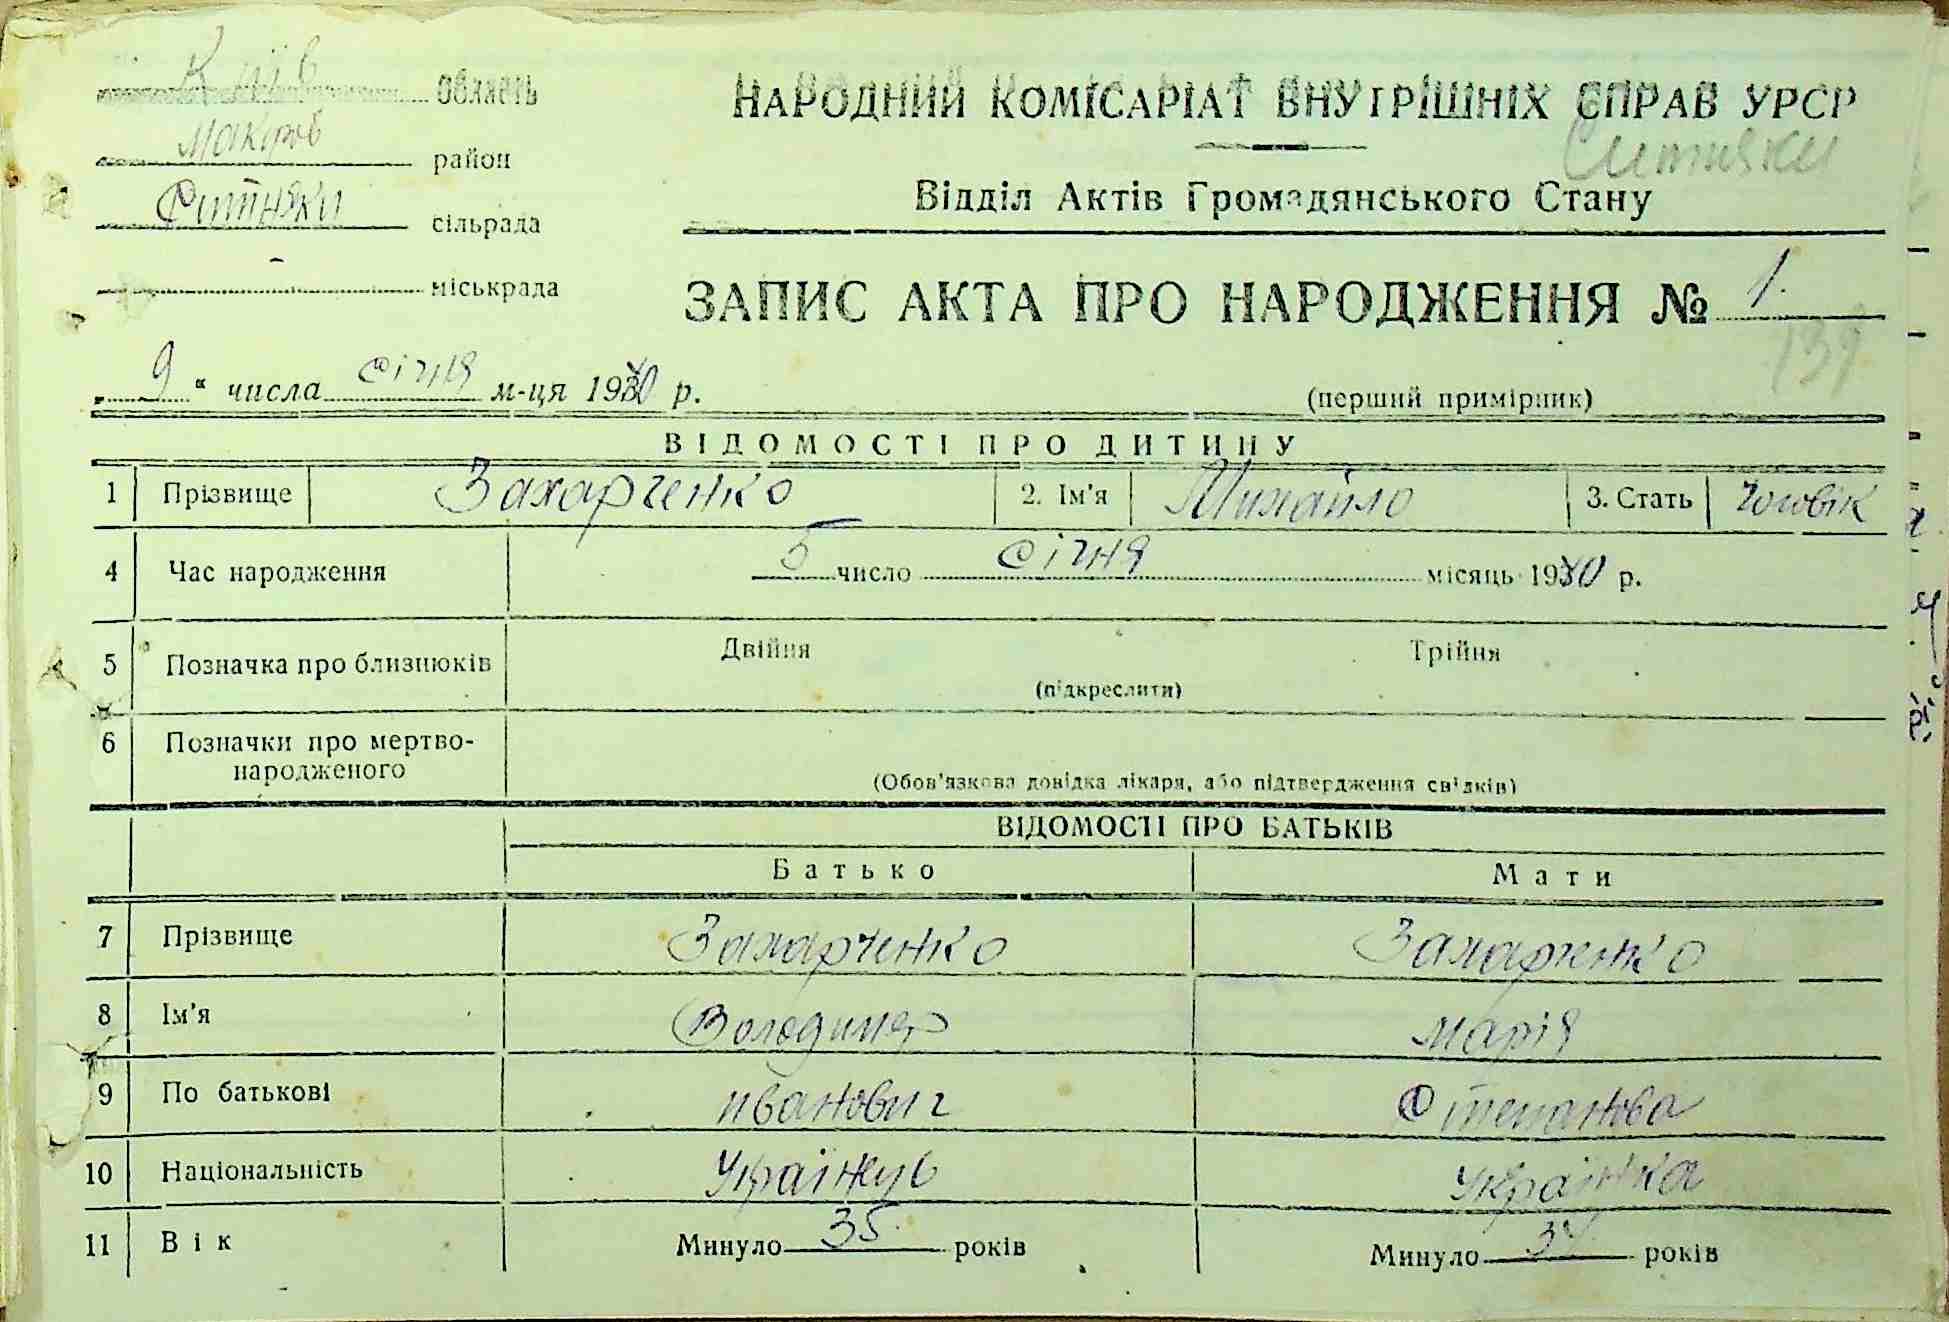 Київ область
Макаров район
Ситняки сільрада
міськрада
НАРОДНИЙ КОМІСАРІАТ ВНУТРІШНІХ СПРАВ УРСР
Ситняки
Відділ Актів Громадянського Стану
ЗАПИС АКТА ПРО НАРОДЖЕННЯ № 1.
139
„ 9 “ числа січня м-ця 1940 р.
(перший примірник)
ВІДОМОСТІ ПРО ДИТИНУ
1 Прізвище Захарченко 2. Ім'я Михайло 3. Стать Чоловік
4 Час народження 5 число січня місяць 1940 р.
5 Позначка про близнюків Двійня Трійня
(підкреслити)
6 Позначки про мертво-
народженого
(Обов'язкова довідка лікаря, або підтвердження свідків)
ВІДОМОСТІ ПРО БАТЬКІВ
Батько Мати
7 Прізвище Захарченко Захарченко
8 Ім'я Володимер Марія
9 По батькові иванович Степанова
10 Національність Українець Українка
11 Вік Минуло 35 років Минуло років